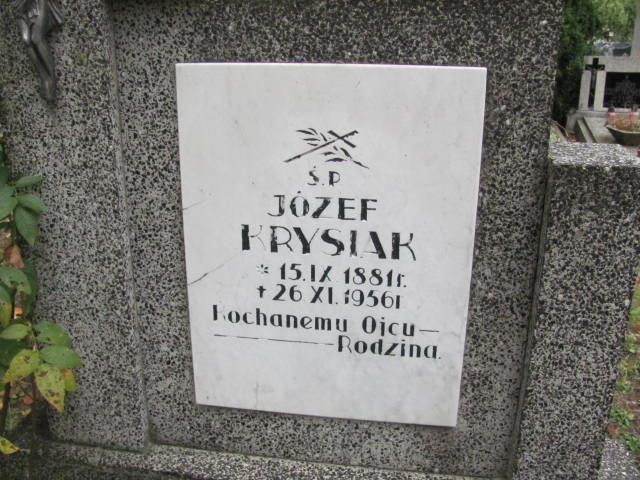 Ś.P.
JÓZEF
KRYSIAK
* 15.IX.1881r.
† 26.XI.1956r
Kochanemu Ojcu —
— Rodzina.